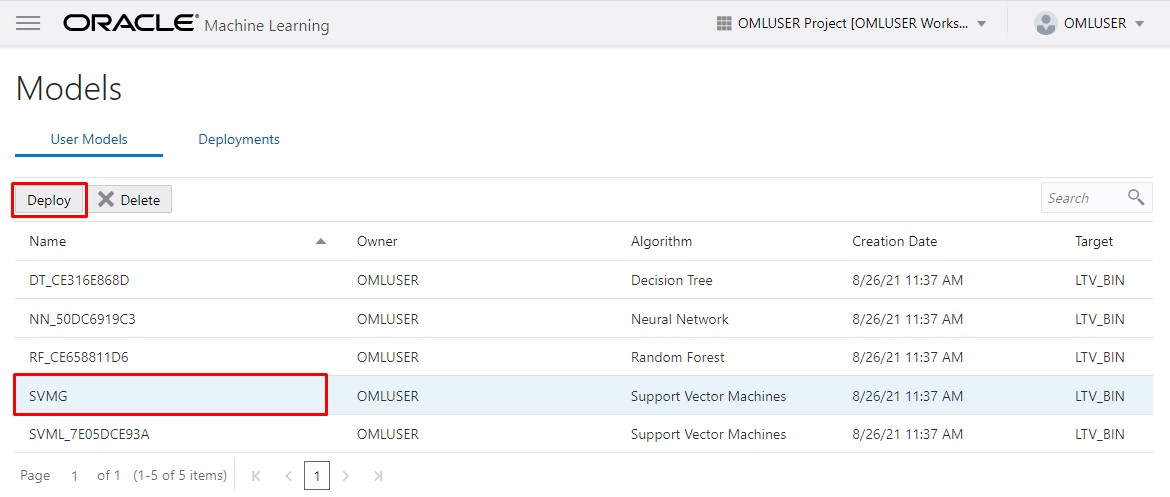 ORACLE Machine Learning OMLUSER Project [OMLUSER Works... OMLUSER
Models
User Models Deployments
Deploy Delete Search
Name Owner Algorithm Creation Date Target
DT_CE316E868D OMLUSER Decision Tree 8/26/21 11:37 AM LTV_BIN
NN_50DC6919C3 OMLUSER Neural Network 8/26/21 11:37 AM LTV_BIN
RF_CE658811D6 OMLUSER Random Forest 8/26/21 11:37 AM LTV_BIN
SVMG OMLUSER Support Vector Machines 8/26/21 11:37 AM LTV_BIN
SVML_7E05DCE93A OMLUSER Support Vector Machines 8/26/21 11:37 AM LTV_BIN
Page 1 of 1 (1-5 of 5 items) 1